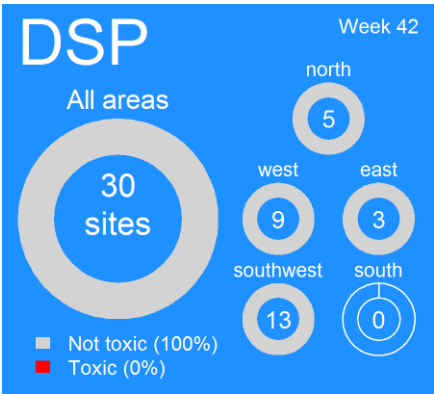 DSP
Week 42
All areas
30
sites
north
5
west
9
east
3
southwest
13
south
0
Not toxic (100%)
Toxic (0%)